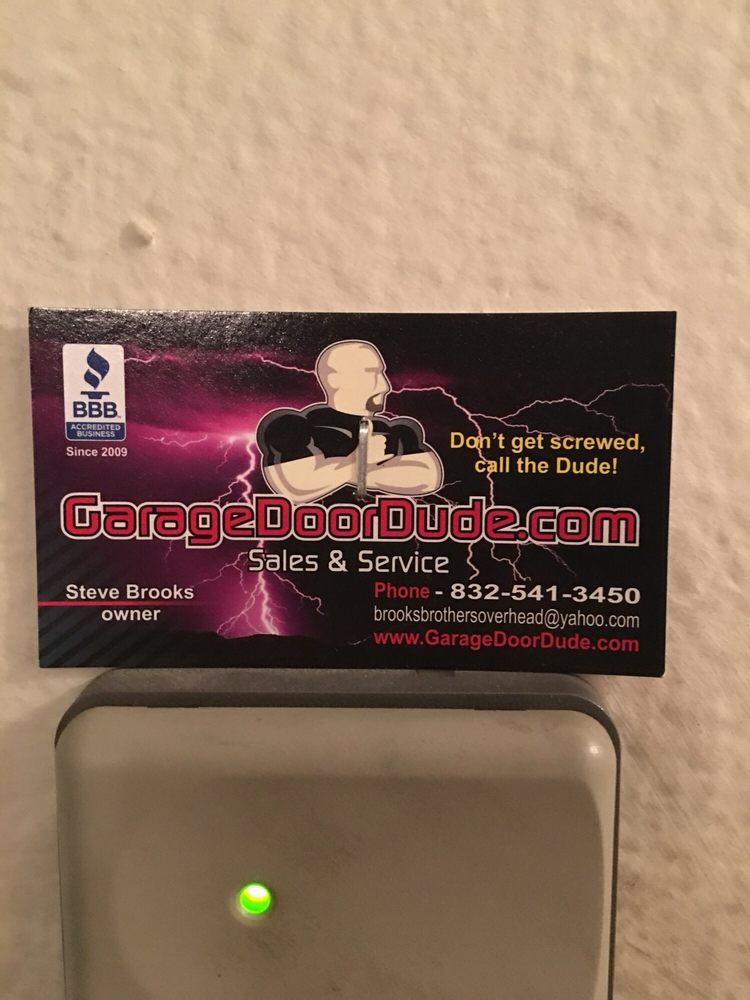 BBB
ACCREDITED
BUSINESS
Since 2009
Don't get screwed,
call the Dude!
GarageDoorDude.com
Sales & Service
Steve Brooks
owner
Phone - 832-541-3450
brooksbrothersoverhead@yahoo.com
www.GarageDoorDude.com